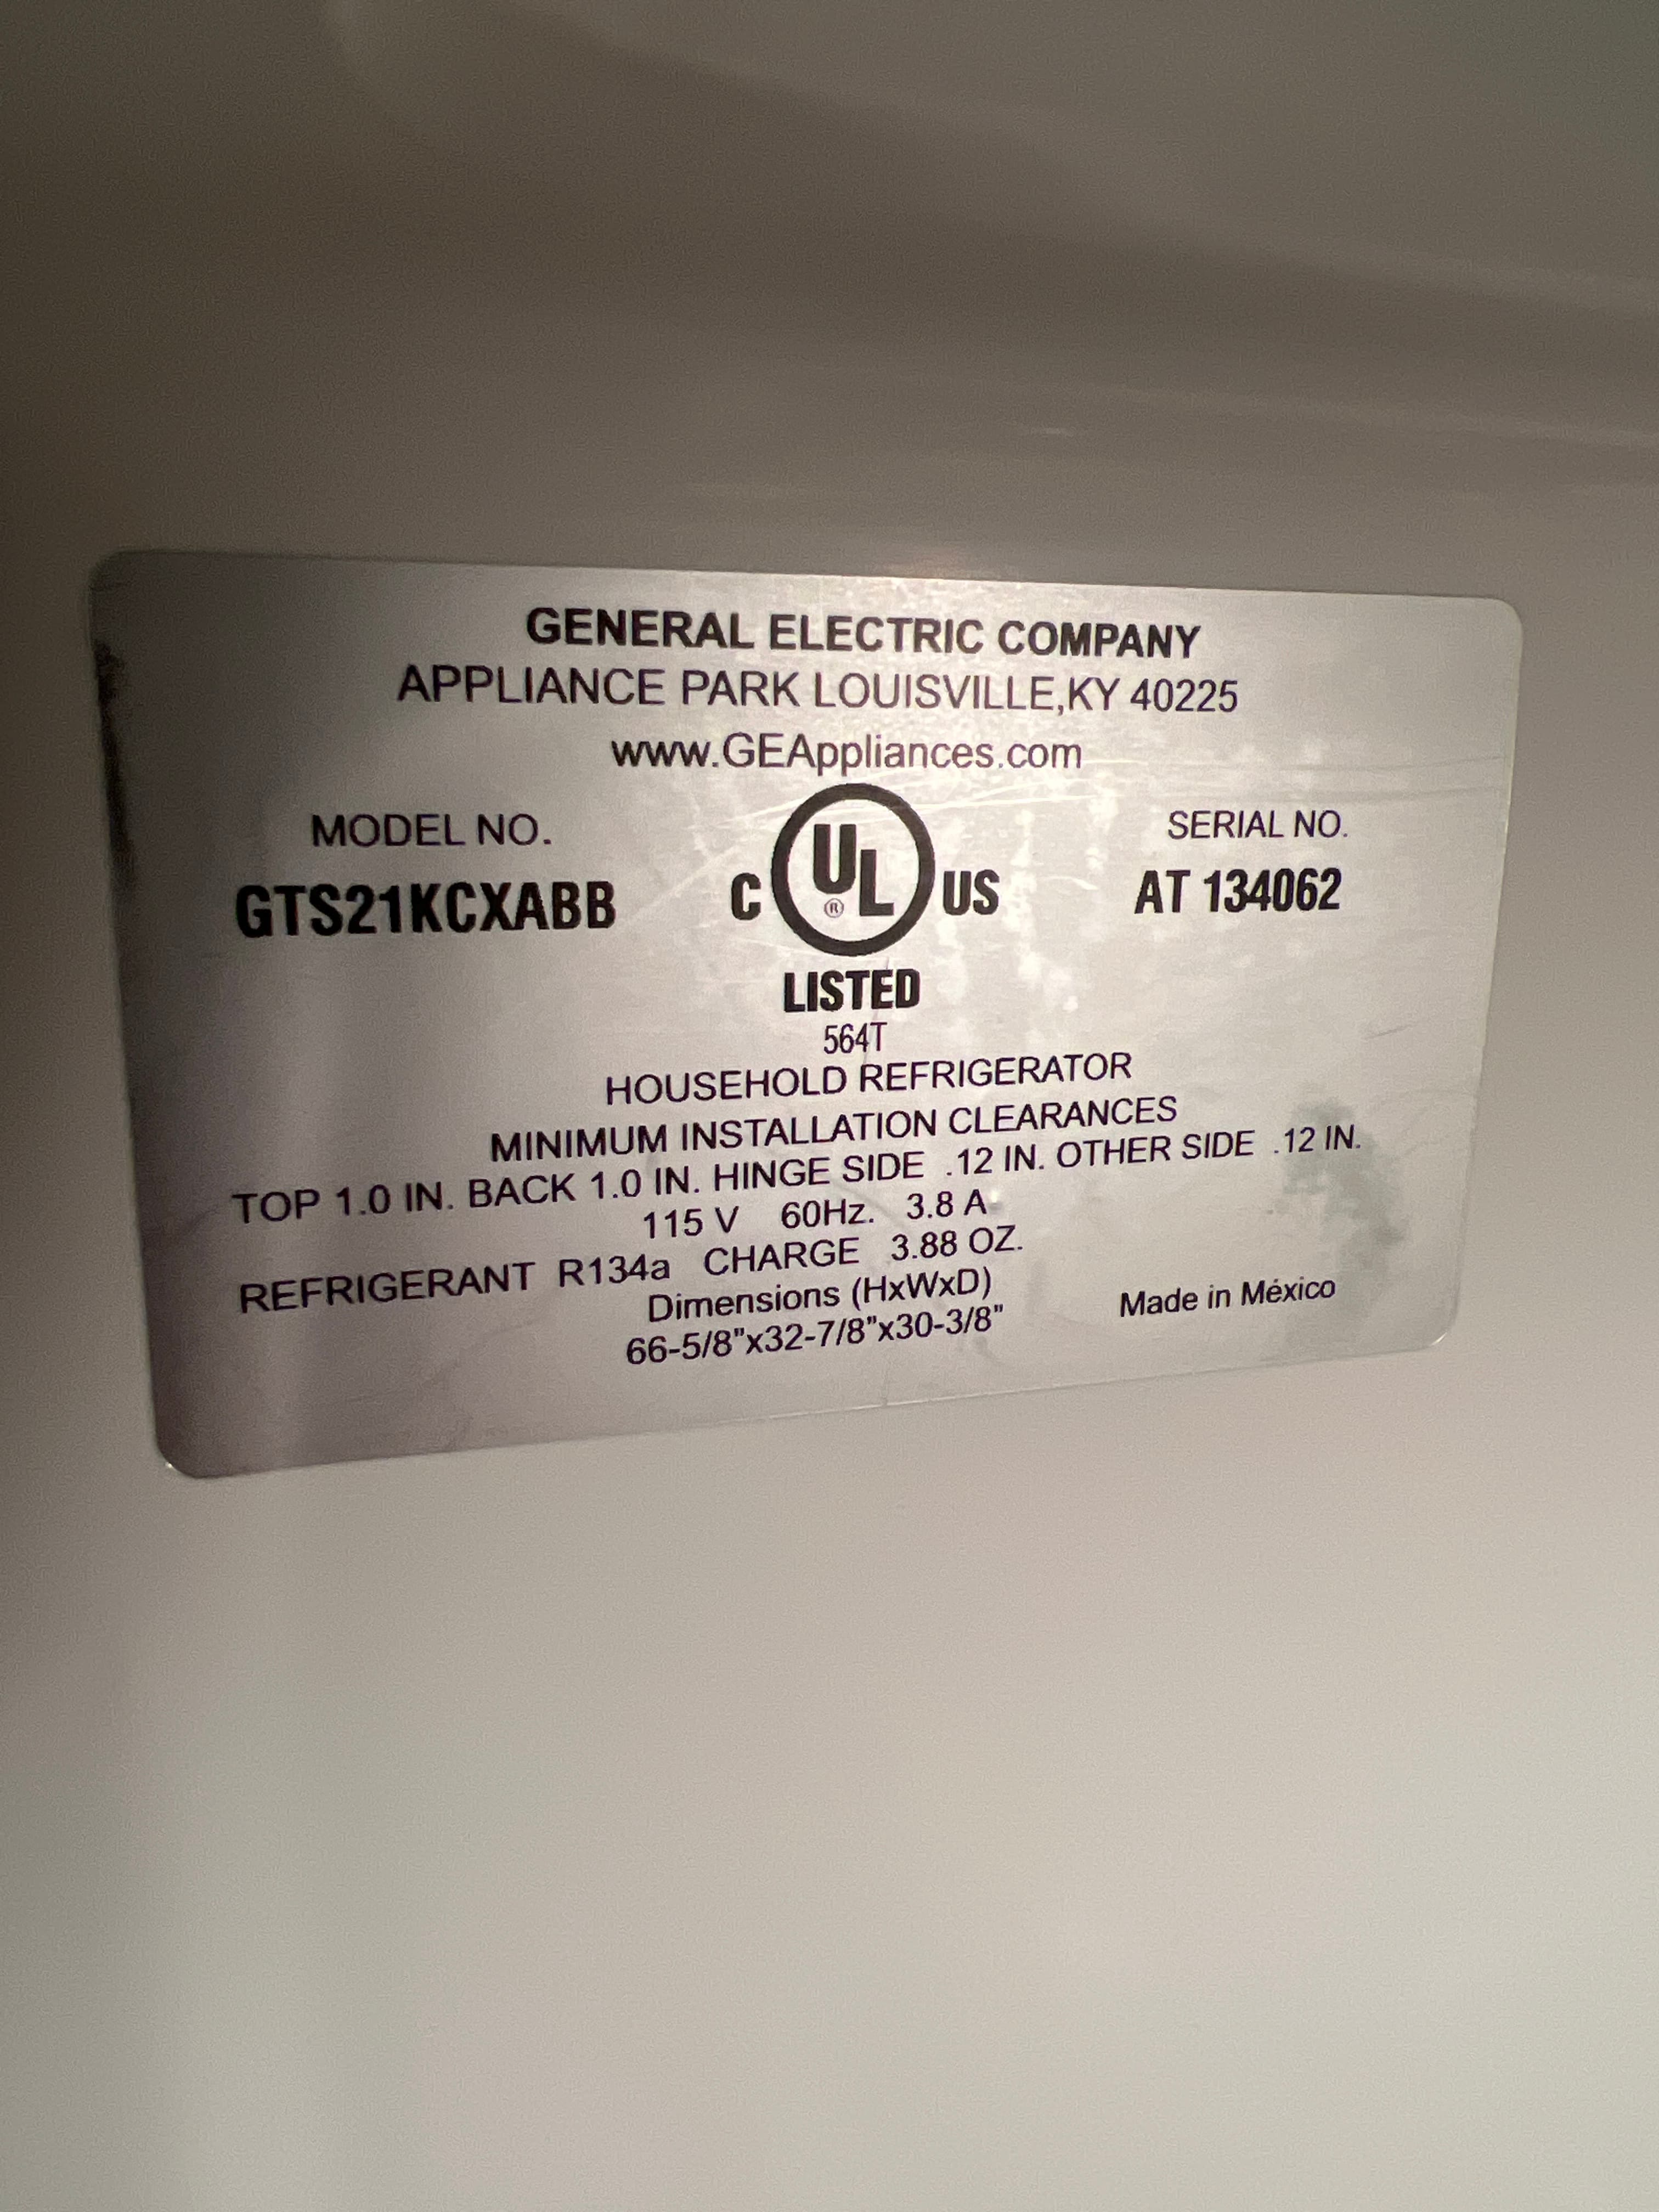 GENERAL ELECTRIC COMPANY
APPLIANCE PARK LOUISVILLE,KY 40225
www.GEAppliances.com
MODEL NO.
GTS21KCXABB
C UL ® US
LISTED
564T
SERIAL NO.
AT 134062
HOUSEHOLD REFRIGERATOR
MINIMUM INSTALLATION CLEARANCES
TOP 1.0 IN. BACK 1.0 IN. HINGE SIDE .12 IN. OTHER SIDE .12 IN.
115 V 60Hz. 3.8 A
REFRIGERANT R134a CHARGE 3.88 OZ.
Dimensions (HxWxD)
66-5/8"x32-7/8"x30-3/8"
Made in México